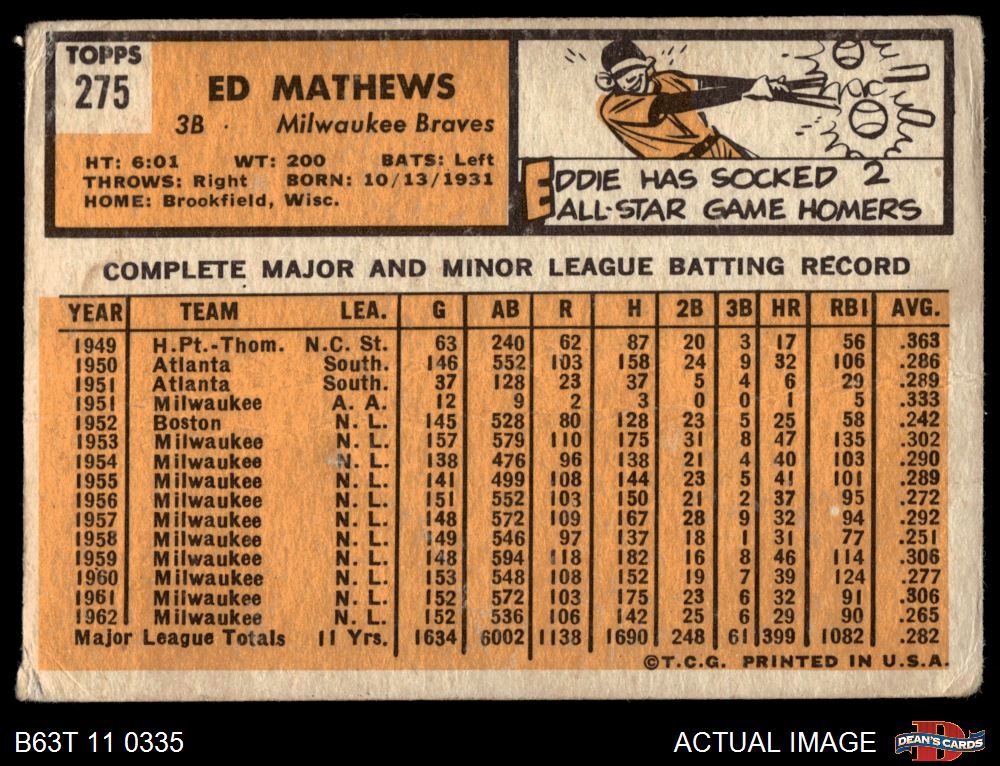 TOPPS
275
ED MATHEWS
3B · Milwaukee Braves
HT: 6:01 WT: 200 BATS: Left
THROWS: Right BORN: 10/13/1931
HOME: Brookfield, Wisc.
EDDIE HAS SOCKED 2
ALL-STAR GAME HOMERS
COMPLETE MAJOR AND MINOR LEAGUE BATTING RECORD
YEAR TEAM LEA. G AB R H 2B 3B HR RBI AVG.
1949 H.Pt.-Thom. N.C. St. 63 240 62 87 20 3 17 56 .363
1950 Atlanta South. 146 552 103 158 24 9 32 106 .286
1951 Atlanta South. 37 128 23 37 5 4 6 29 .289
1951 Milwaukee A. A. 12 9 2 3 0 0 1 5 .333
1952 Boston N. L. 145 528 80 128 23 5 25 58 .242
1953 Milwaukee N. L. 157 579 110 175 31 8 47 135 .302
1954 Milwaukee N. L. 138 476 96 138 21 4 40 103 .290
1955 Milwaukee N. L. 141 499 108 144 23 5 41 101 .289
1956 Milwaukee N. L. 151 552 103 150 21 2 37 95 .272
1957 Milwaukee N. L. 148 572 109 167 28 9 32 94 .292
1958 Milwaukee N. L. 149 546 97 137 18 1 31 77 .251
1959 Milwaukee N. L. 148 594 118 182 16 8 46 114 .306
1960 Milwaukee N. L. 153 548 108 152 19 7 39 124 .277
1961 Milwaukee N. L. 152 572 103 175 23 6 32 91 .306
1962 Milwaukee N. L. 152 536 106 142 25 6 29 90 .265
Major League Totals 11 Yrs. 1634 6002 1138 1690 248 61 399 1082 .282
©T.C.G. PRINTED IN U.S.A.
B63T 11 0335
ACTUAL IMAGE
DEAN'S CARDS